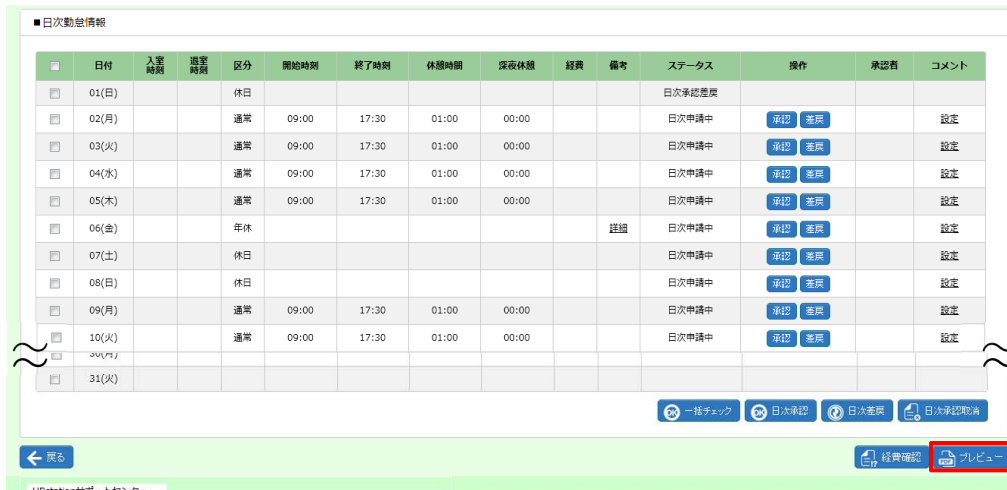 ■日次勤怠情報
日付 入室時刻 退室時刻 区分 開始時刻 終了時刻 休憩時間 深夜休憩 経費 備考 ステータス 操作 承認者 コメント
01(日) 休日 日次承認差戻
02(月) 通常 09:00 17:30 01:00 00:00 日次申請中 承認 差戻 設定
03(火) 通常 09:00 17:30 01:00 00:00 日次申請中 承認 差戻 設定
04(水) 通常 09:00 17:30 01:00 00:00 日次申請中 承認 差戻 設定
05(木) 通常 09:00 17:30 01:00 00:00 日次申請中 承認 差戻 設定
06(金) 年休 詳細 日次申請中 承認 差戻 設定
07(土) 休日 日次申請中 承認 差戻 設定
08(日) 休日 日次申請中 承認 差戻 設定
09(月) 通常 09:00 17:30 01:00 00:00 日次申請中 承認 差戻 設定
10(火) 通常 09:00 17:30 01:00 00:00 日次申請中 承認 差戻 設定
30(月)
31(火)
OK 一括チェック OK 日次承認 日次差戻 日次承認取消
戻る 経費確認 PDF プレビュー